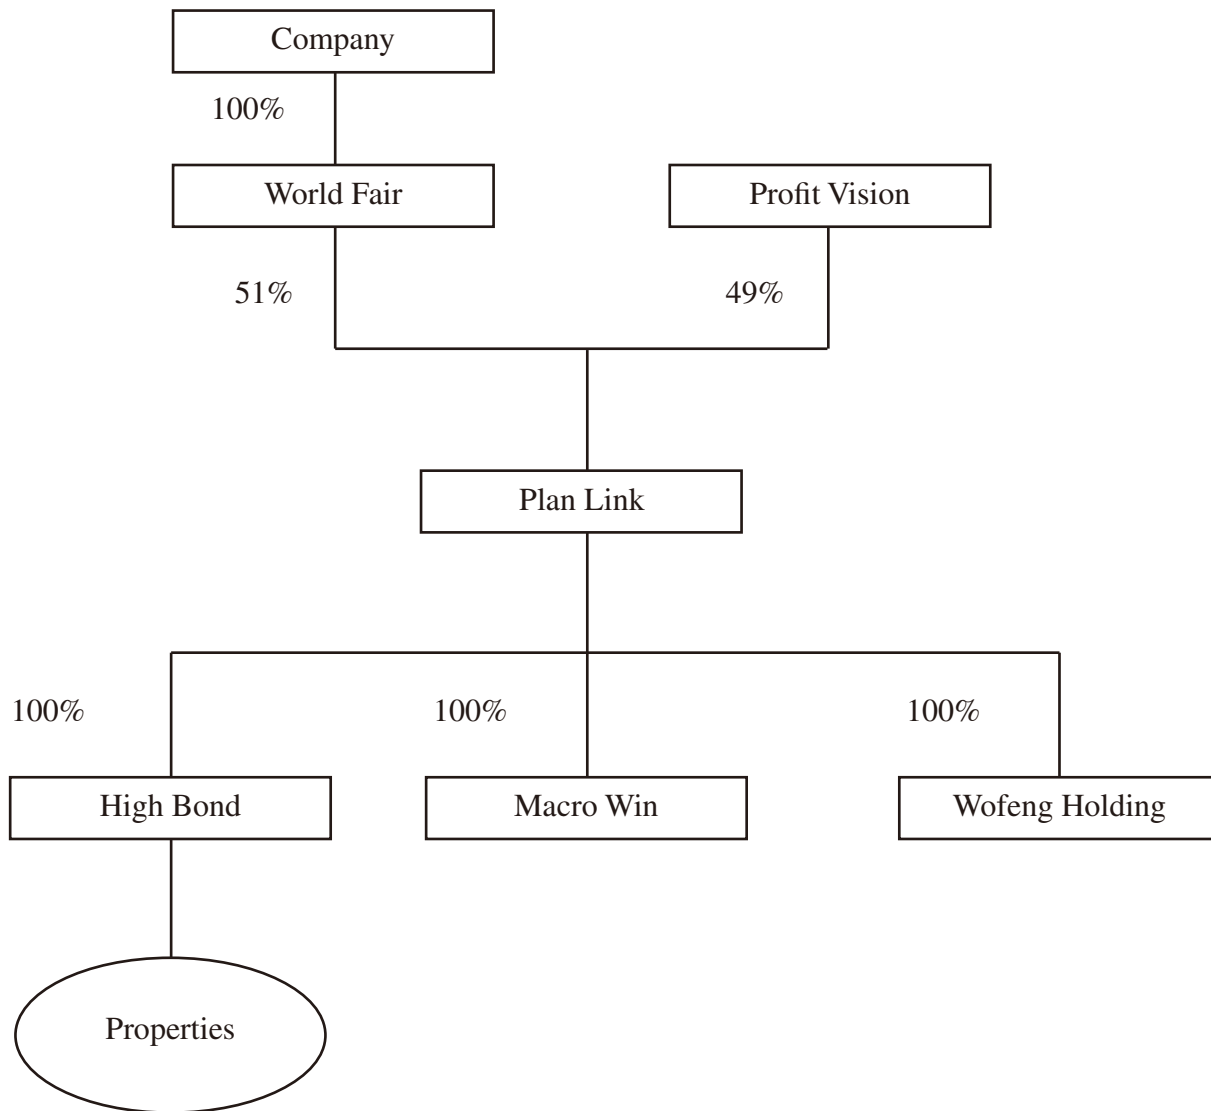 Company
100%
World Fair
Profit Vision
51%
49%
Plan Link
100%
100%
100%
High Bond
Macro Win
Wofeng Holding
Properties